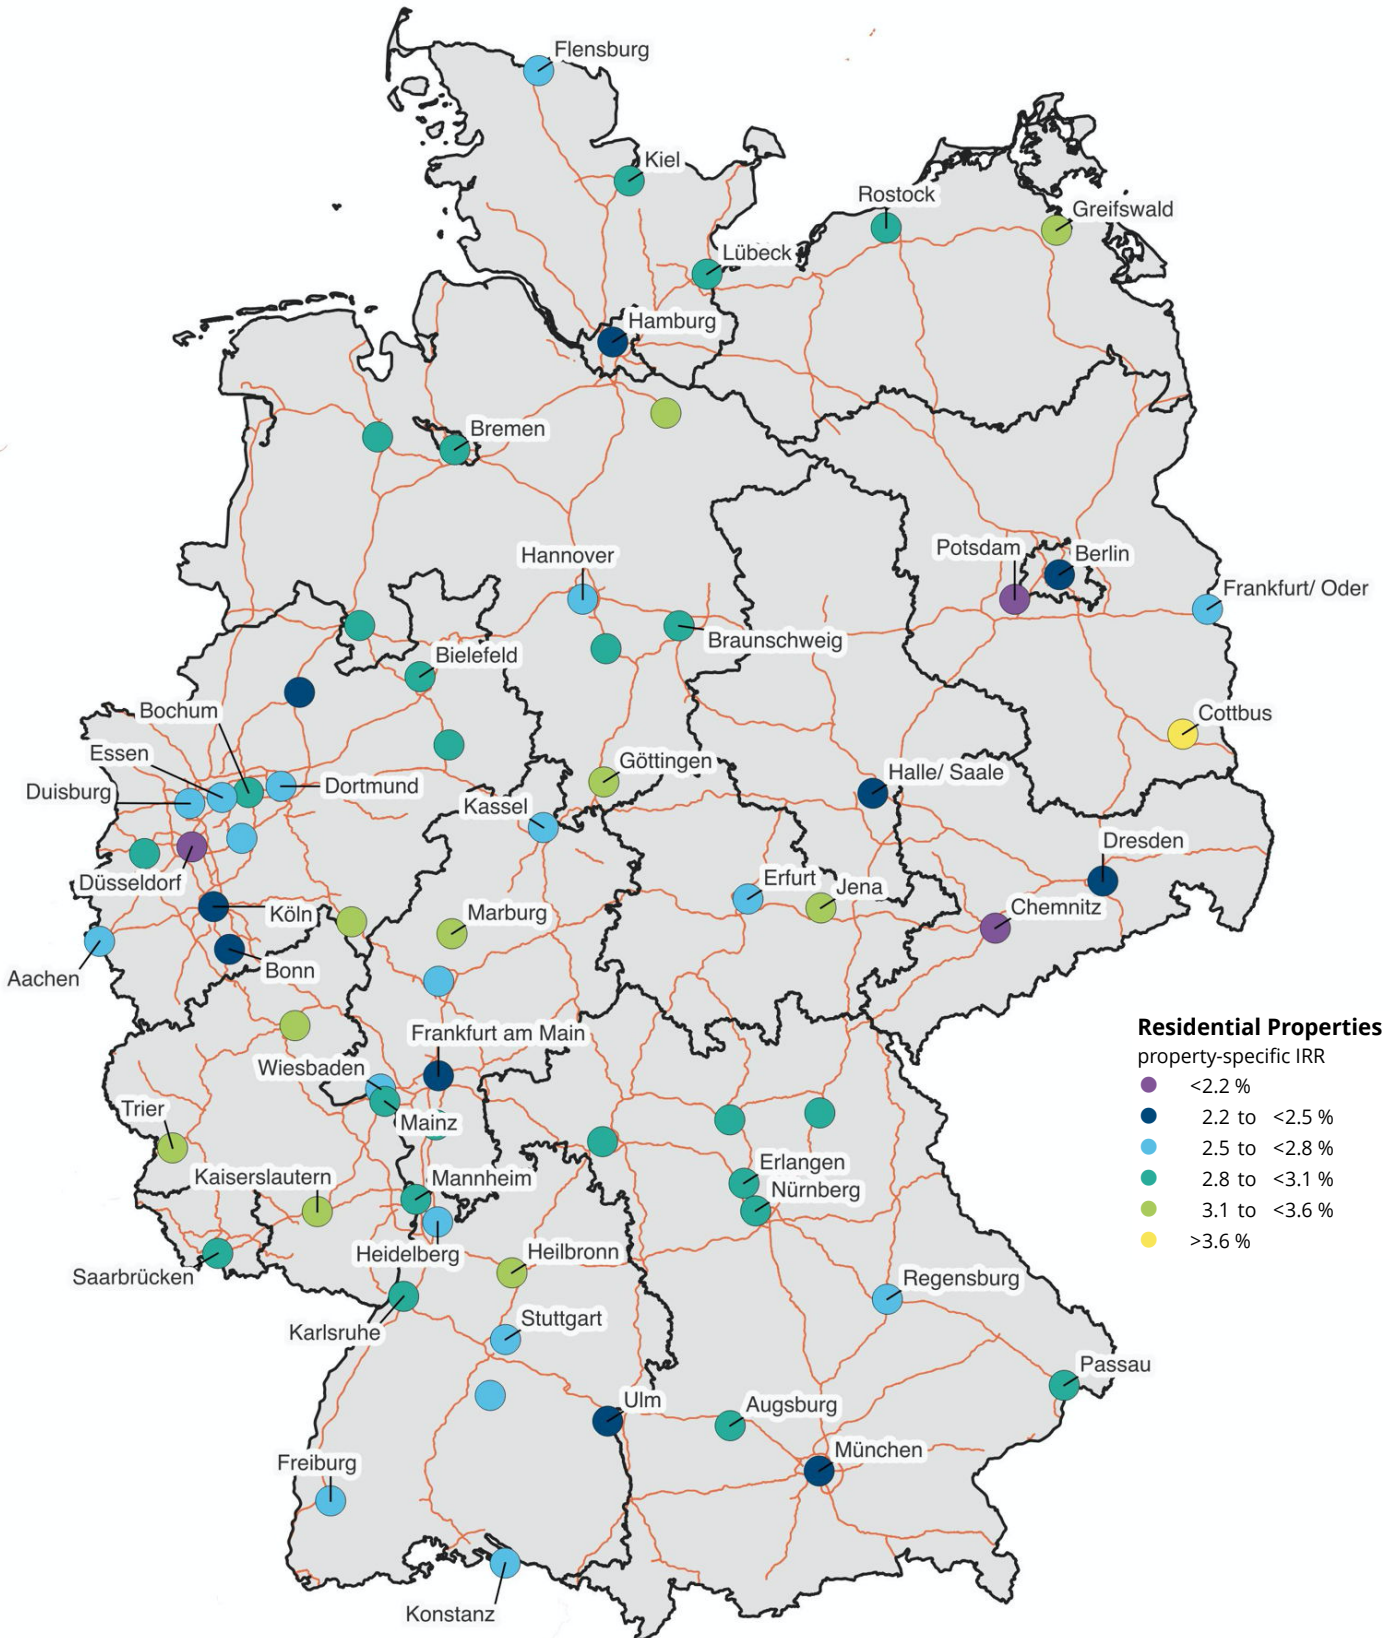 Flensburg
Kiel
Rostock
Greifswald
Lübeck
Hamburg
Bremen
Hannover
Potsdam
Berlin
Frankfurt/ Oder
Braunschweig
Bielefeld
Bochum
Cottbus
Essen
Göttingen
Halle/ Saale
Duisburg
Dortmund
Kassel
Dresden
Düsseldorf
Erfurt
Jena
Köln
Marburg
Chemnitz
Bonn
Aachen
Frankfurt am Main
Wiesbaden
Trier
Mainz
Kaiserslautern
Mannheim
Erlangen
Nürnberg
Heidelberg
Heilbronn
Saarbrücken
Regensburg
Karlsruhe
Stuttgart
Passau
Ulm
Augsburg
München
Freiburg
Konstanz
Residential Properties
property-specific IRR
<2.2 %
2.2 to <2.5 %
2.5 to <2.8 %
2.8 to <3.1 %
3.1 to <3.6 %
>3.6 %